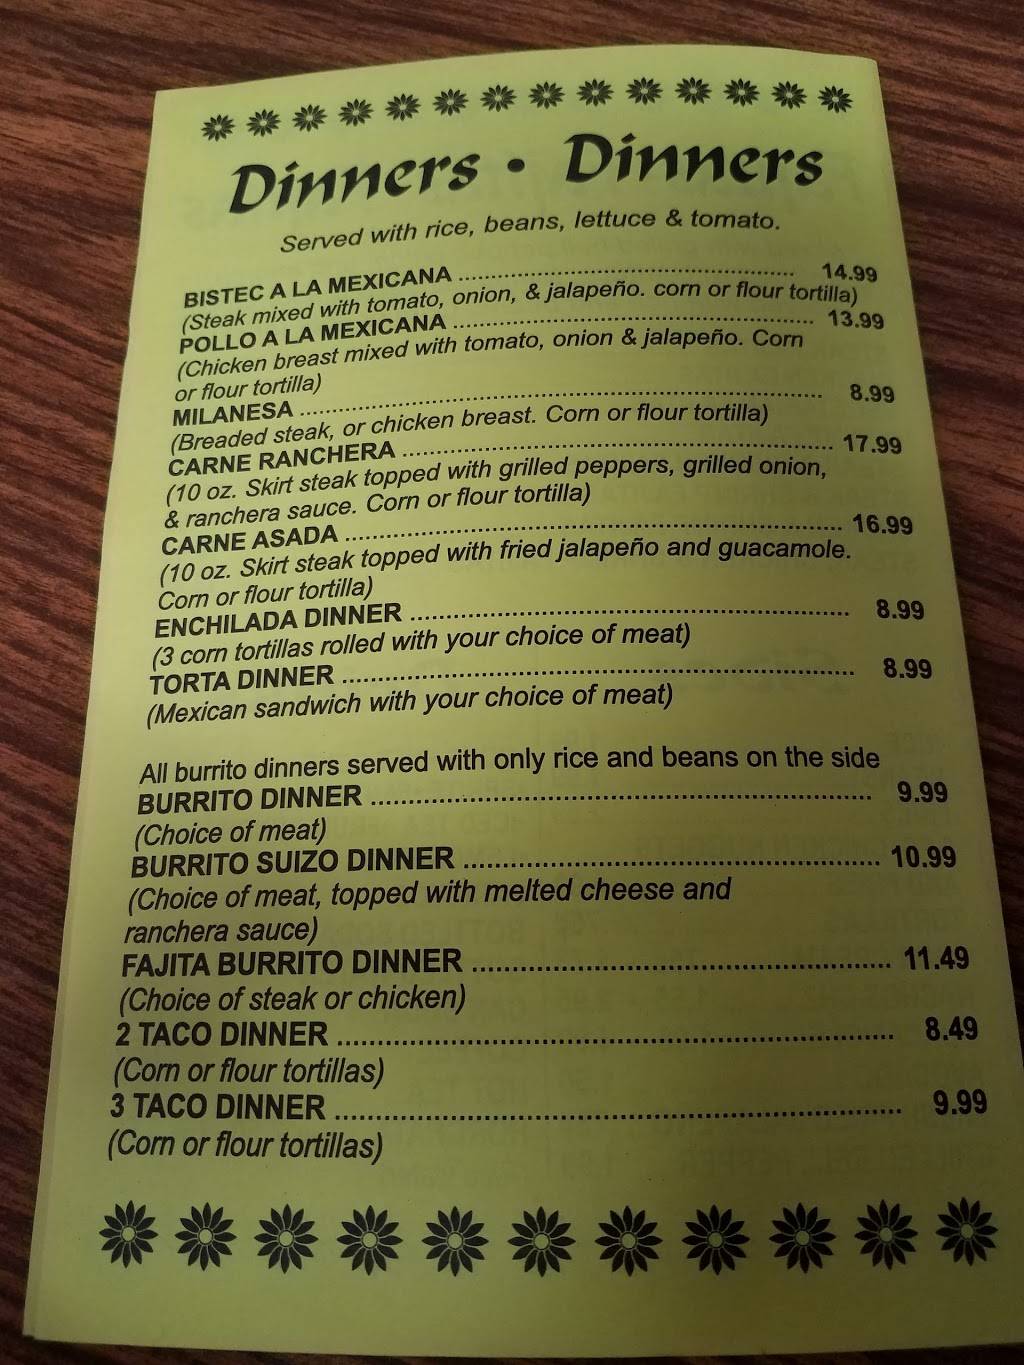 Dinners • Dinners
Served with rice, beans, lettuce & tomato.
BISTEC A LA MEXICANA ........ 14.99
(Steak mixed with tomato, onion, & jalapeño. corn or flour tortilla)
POLLO A LA MEXICANA ........ 13.99
(Chicken breast mixed with tomato, onion & jalapeño. Corn
or flour tortilla)
MILANESA ........ 8.99
(Breaded steak, or chicken breast. Corn or flour tortilla)
CARNE RANCHERA ........ 17.99
(10 oz. Skirt steak topped with grilled peppers, grilled onion,
& ranchera sauce. Corn or flour tortilla)
CARNE ASADA ........ 16.99
(10 oz. Skirt steak topped with fried jalapeño and guacamole.
Corn or flour tortilla)
ENCHILADA DINNER ........ 8.99
(3 corn tortillas rolled with your choice of meat)
TORTA DINNER ........ 8.99
(Mexican sandwich with your choice of meat)
All burrito dinners served with only rice and beans on the side
BURRITO DINNER ........ 9.99
(Choice of meat)
BURRITO SUIZO DINNER ........ 10.99
(Choice of meat, topped with melted cheese and
ranchera sauce)
FAJITA BURRITO DINNER ........ 11.49
(Choice of steak or chicken)
2 TACO DINNER ........ 8.49
(Corn or flour tortillas)
3 TACO DINNER ........ 9.99
(Corn or flour tortillas)